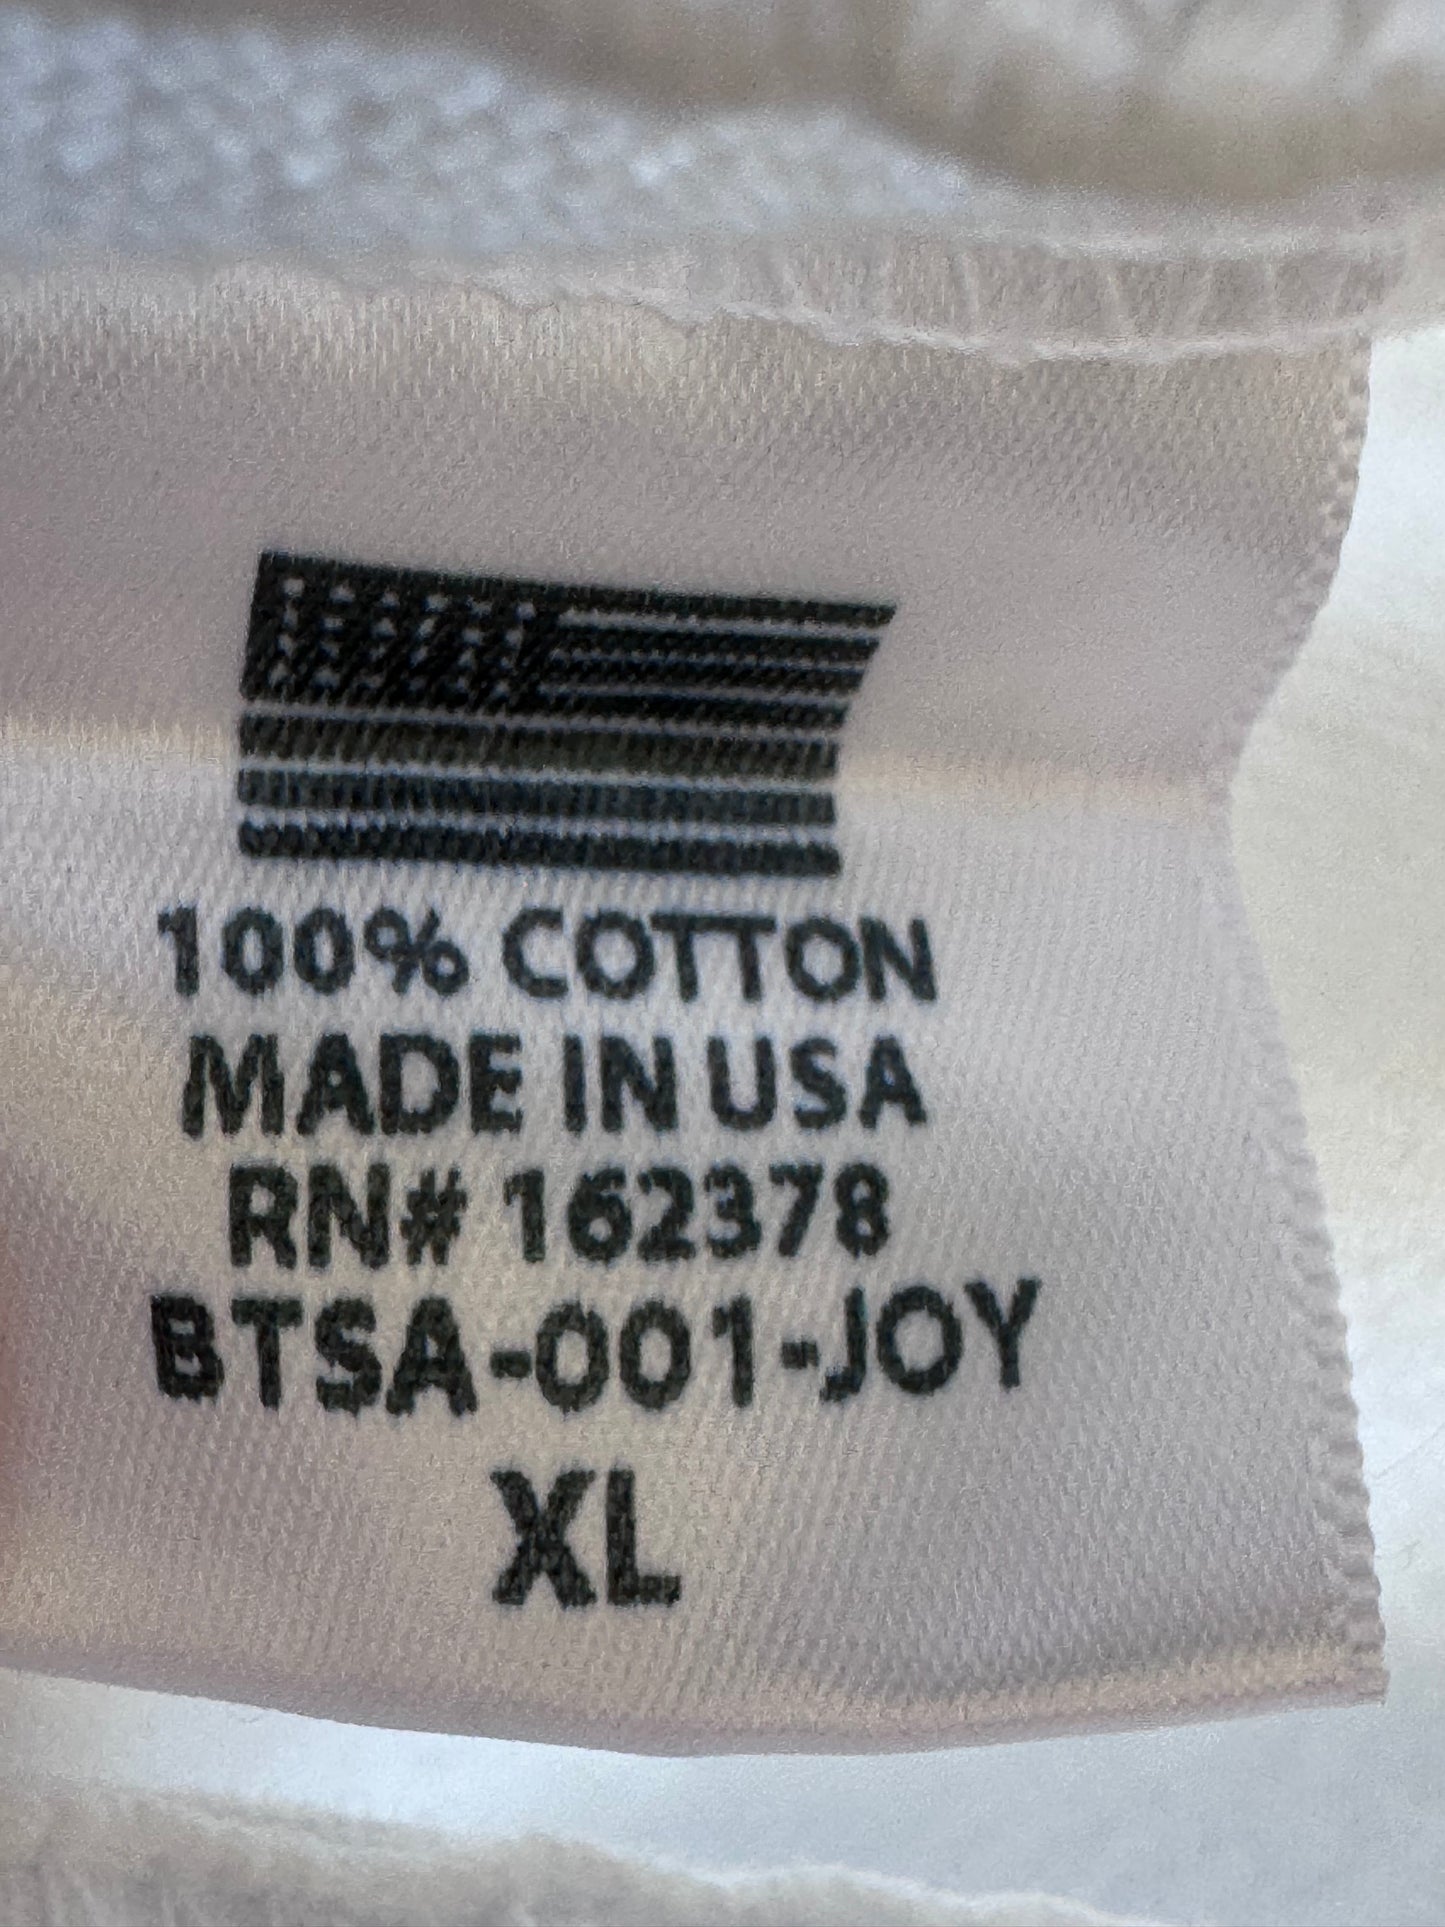 100% COTTON
MADE IN USA
RN# 162378
BTSA-001-JOY
XL